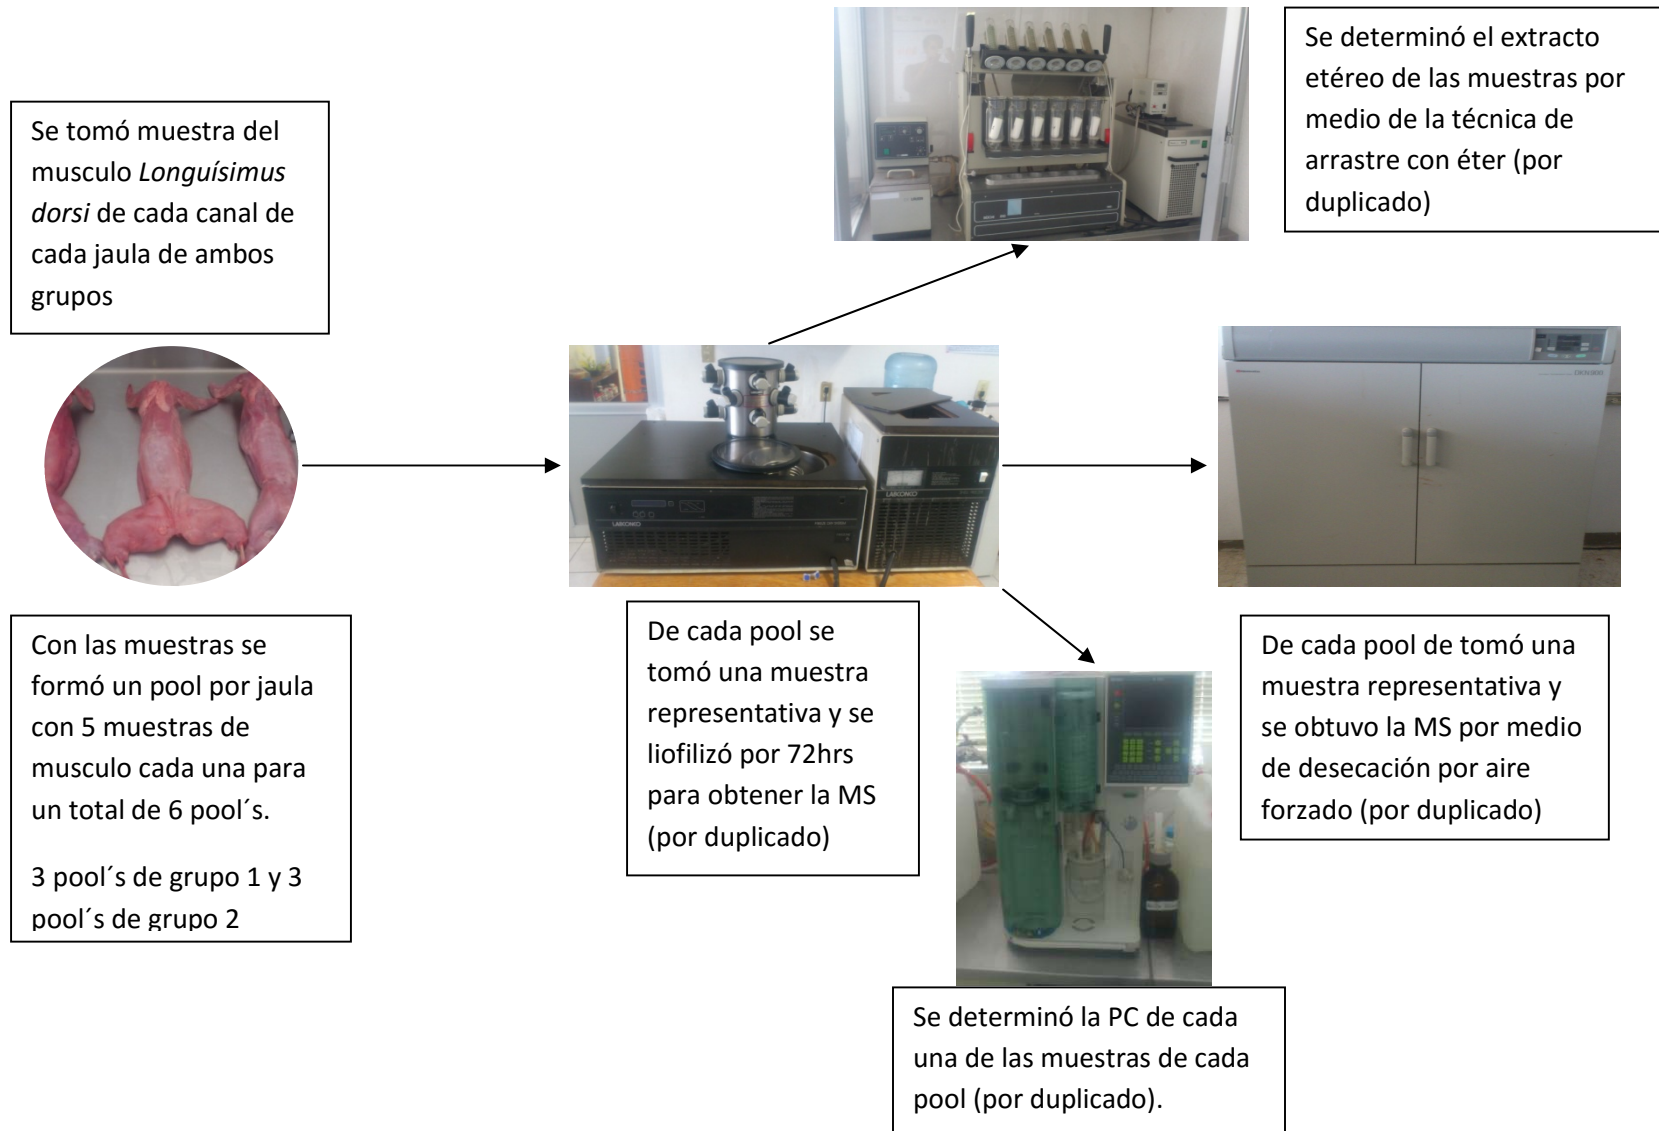 Se tomó muestra del
musculo Longuísimus
dorsi de cada canal de
cada jaula de ambos
grupos
Con las muestras se
formó un pool por jaula
con 5 muestras de
musculo cada una para
un total de 6 pool´s.
3 pool´s de grupo 1 y 3
pool´s de grupo 2
LABCONCO
LABCONCO
De cada pool se
tomó una muestra
representativa y se
liofilizó por 72hrs
para obtener la MS
(por duplicado)
Se determinó el extracto
etéreo de las muestras por
medio de la técnica de
arrastre con éter (por
duplicado)
De cada pool de tomó una
muestra representativa y
se obtuvo la MS por medio
de desecación por aire
forzado (por duplicado)
Se determinó la PC de cada
una de las muestras de cada
pool (por duplicado).